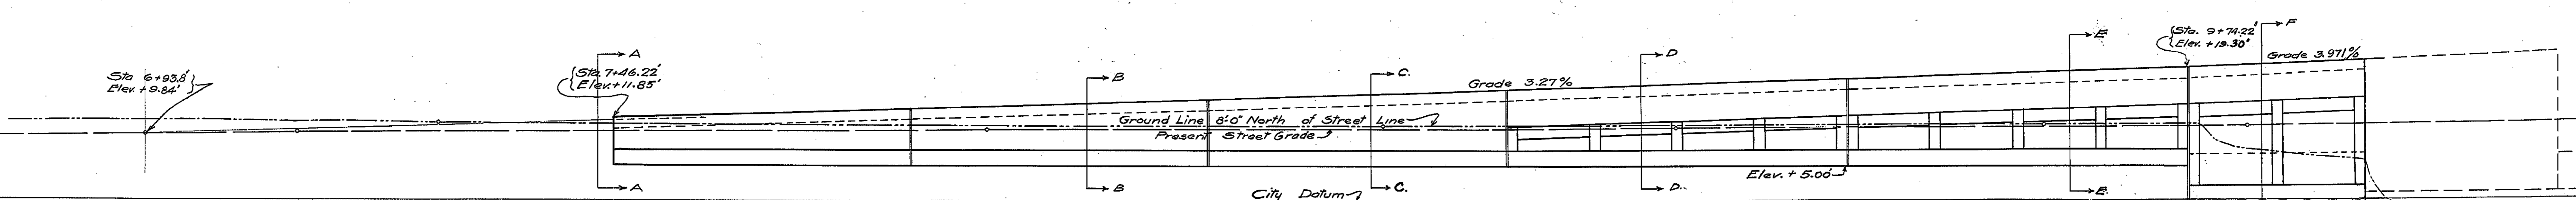 Sta 6+93.8'
Elev. +9.84'
A
Sta. 7+46.22'
Elev. +11.85'
A
B
B
Ground Line 8'-0" North of Street Line
Present Street Grade
City Datum
C.
C.
Grade 3.27%
D
D.
Elev. + 5.00'
E
E.
Sta. 9+74.22'
Elev. +19.30'
F
Grade 3.971%